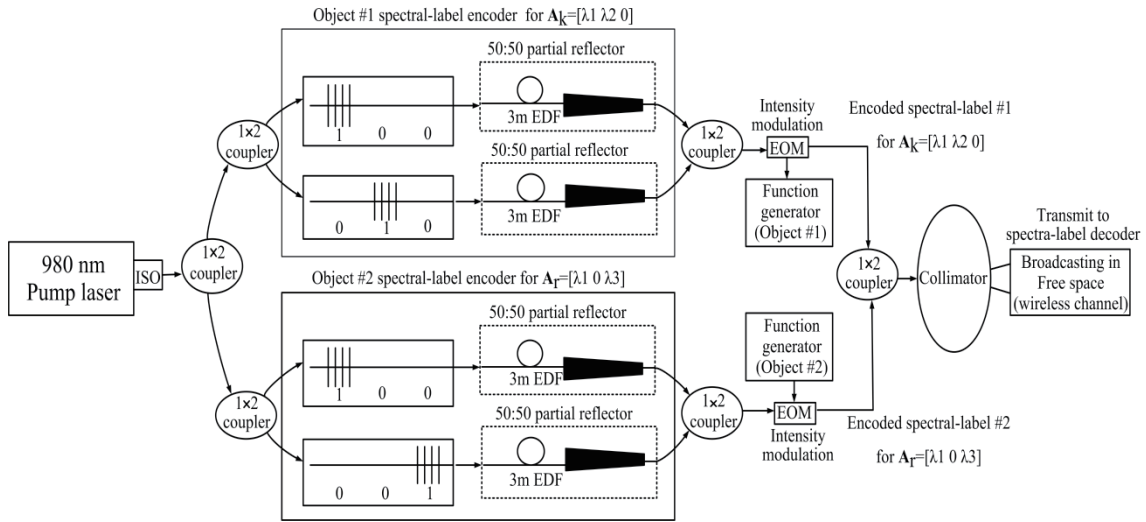 Object #1 spectral-label encoder for Ak=[λ1 λ2 0]
50:50 partial reflector
3m EDF
1 0 0
50:50 partial reflector
3m EDF
0 1 0
1×2
coupler
1×2
coupler
Intensity
modulation
EOM
Function
generator
(Object #1)
Encoded spectral-label #1
for Ak=[λ1 λ2 0]
980 nm
Pump laser
ISO
1×2
coupler
1×2
coupler
Collimator
Transmit to
spectra-label decoder
Broadcasting in
Free space
(wireless channel)
Object #2 spectral-label encoder for Ar=[λ1 0 λ3]
50:50 partial reflector
3m EDF
1 0 0
50:50 partial reflector
3m EDF
0 0 1
1×2
coupler
1×2
coupler
Function
generator
(Object #2)
EOM
Intensity
modulation
Encoded spectral-label #2
for Ar=[λ1 0 λ3]